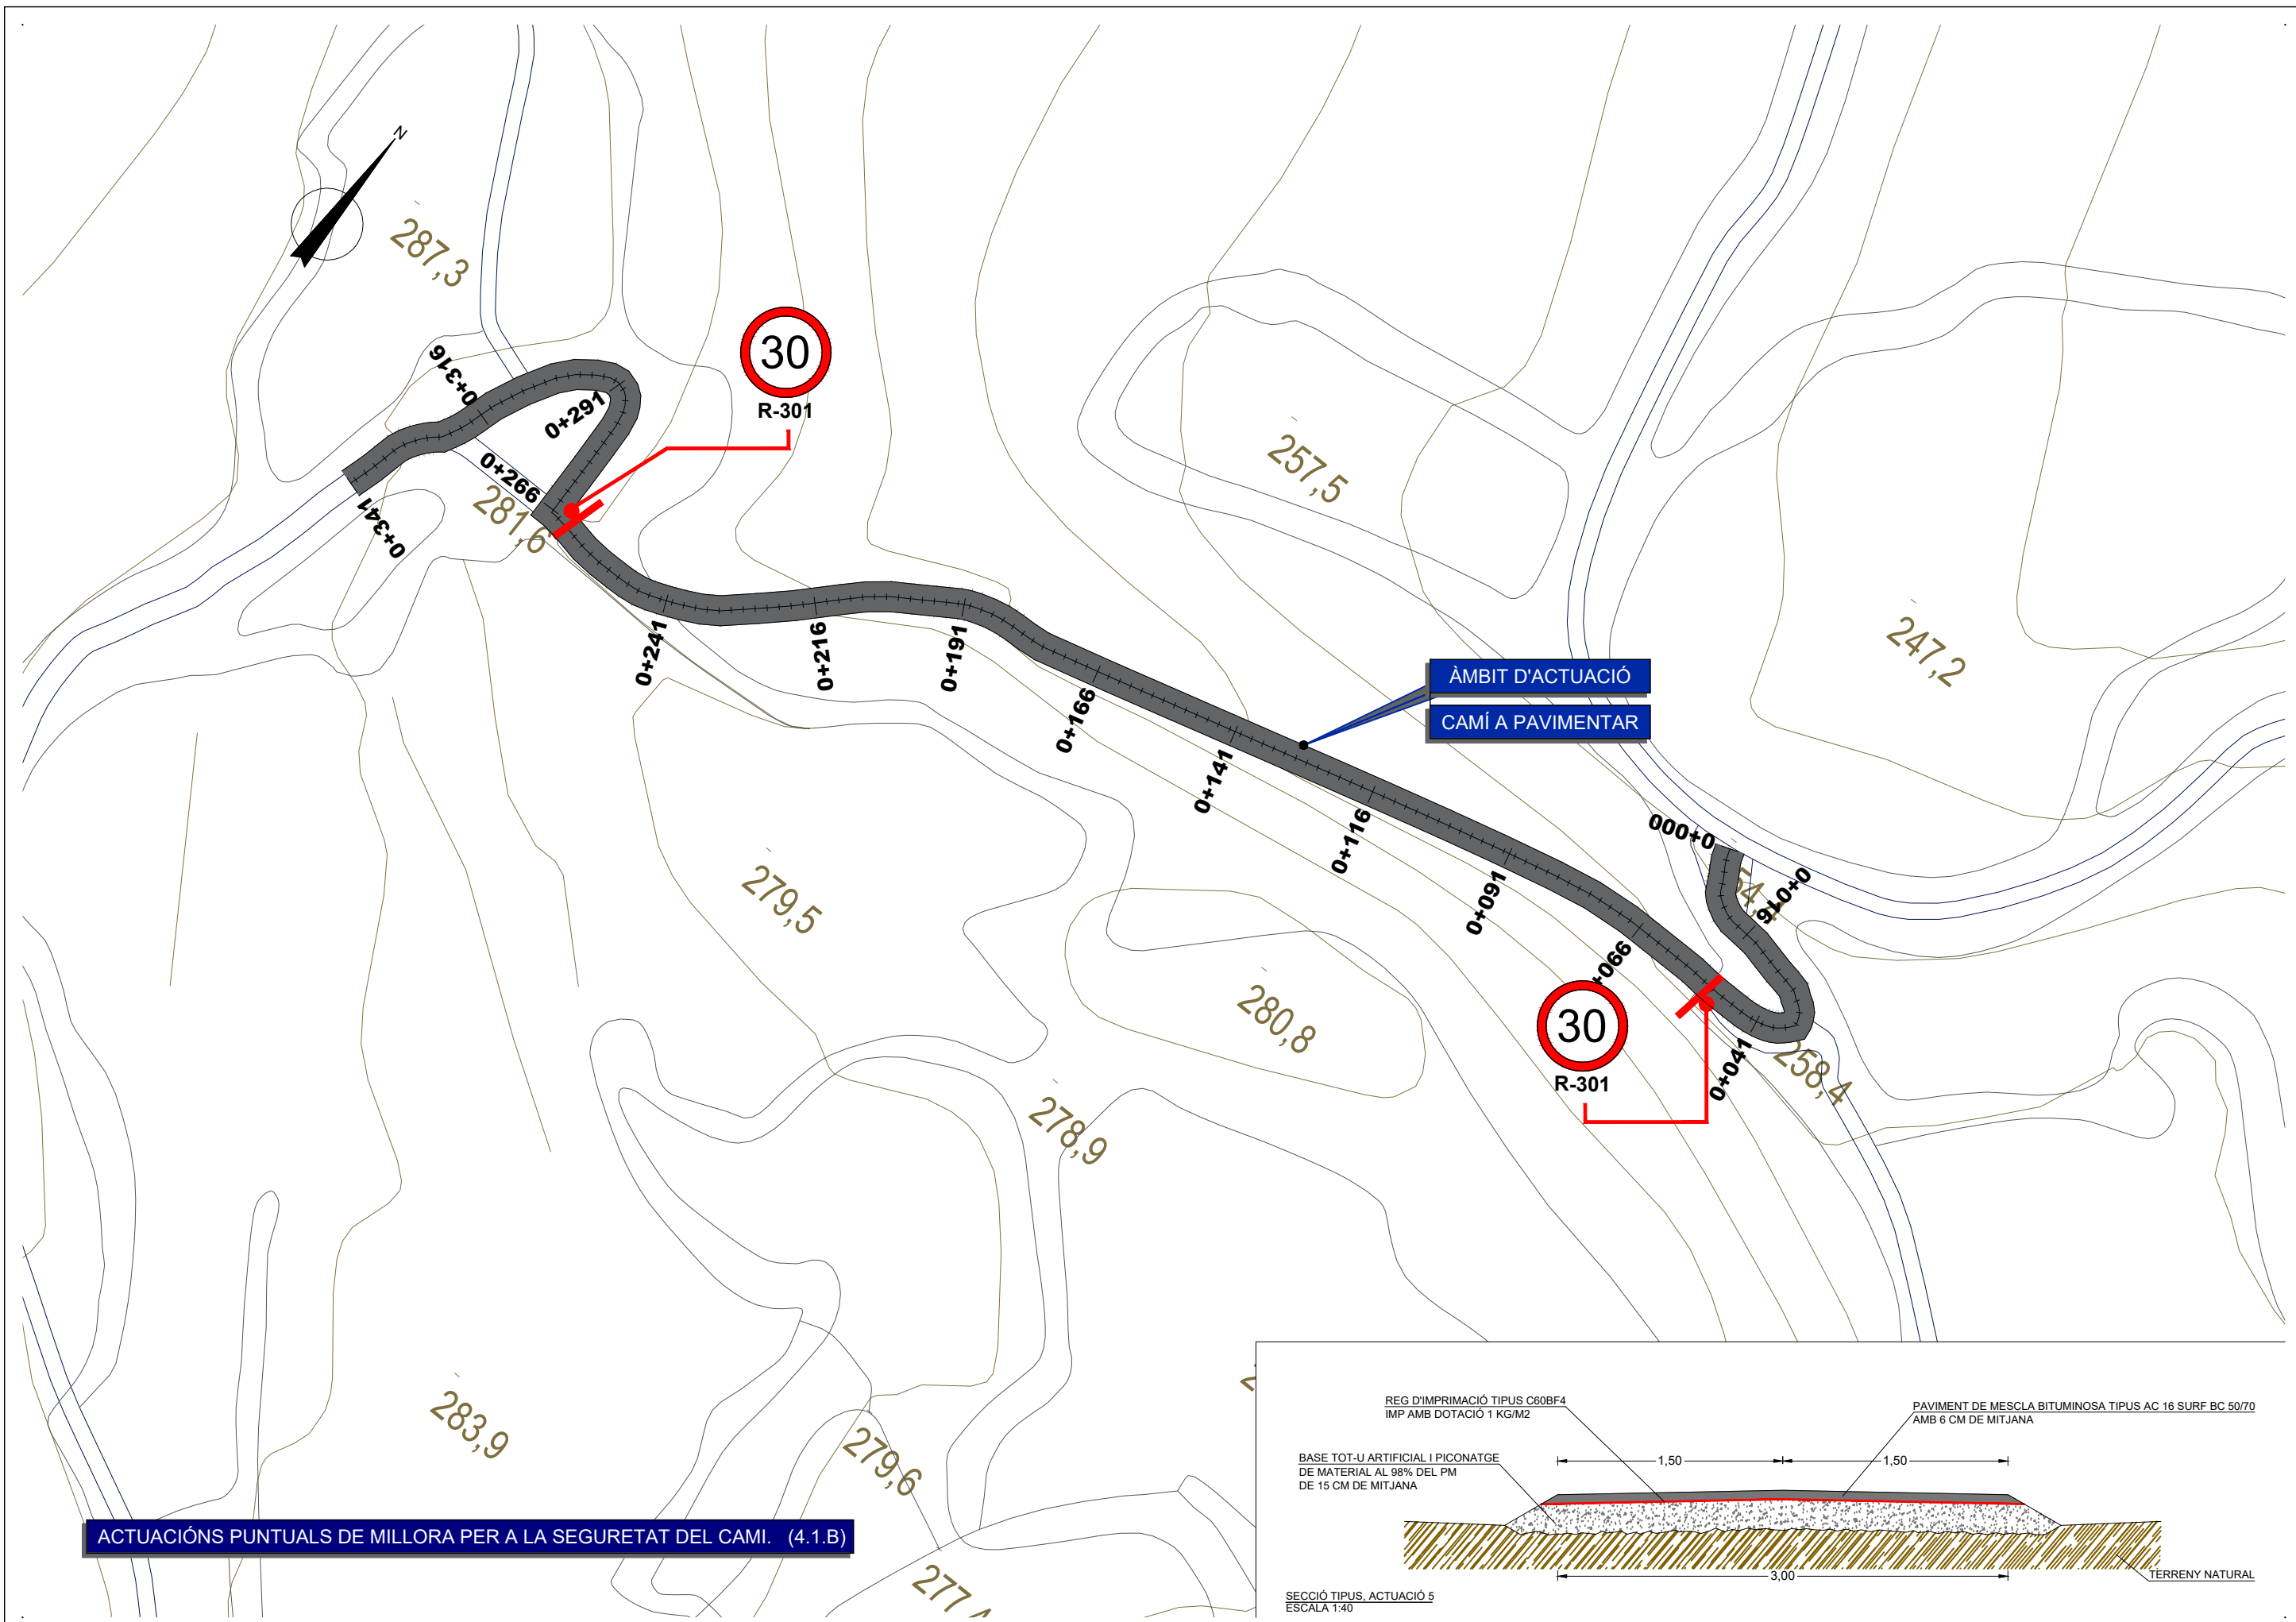 N
287,3
30
R-301
0+316
0+291
0+266
281,6
0+341
257,5
247,2
0+241
0+216
0+191
0+166
ÀMBIT D'ACTUACIÓ
CAMÍ A PAVIMENTAR
0+141
0+116
0+000
0+016
0+091
279,5
+066
280,8
30
R-301
0+041
258,4
278,9
283,9
279,6
277,4
ACTUACIÓNS PUNTUALS DE MILLORA PER A LA SEGURETAT DEL CAMI. (4.1.B)
REG D'IMPRIMACIÓ TIPUS C60BF4
IMP AMB DOTACIÓ 1 KG/M2
PAVIMENT DE MESCLA BITUMINOSA TIPUS AC 16 SURF BC 50/70
AMB 6 CM DE MITJANA
BASE TOT-U ARTIFICIAL I PICONATGE
DE MATERIAL AL 98% DEL PM
DE 15 CM DE MITJANA
1,50
1,50
3,00
TERRENY NATURAL
SECCIÓ TIPUS, ACTUACIÓ 5
ESCALA 1:40